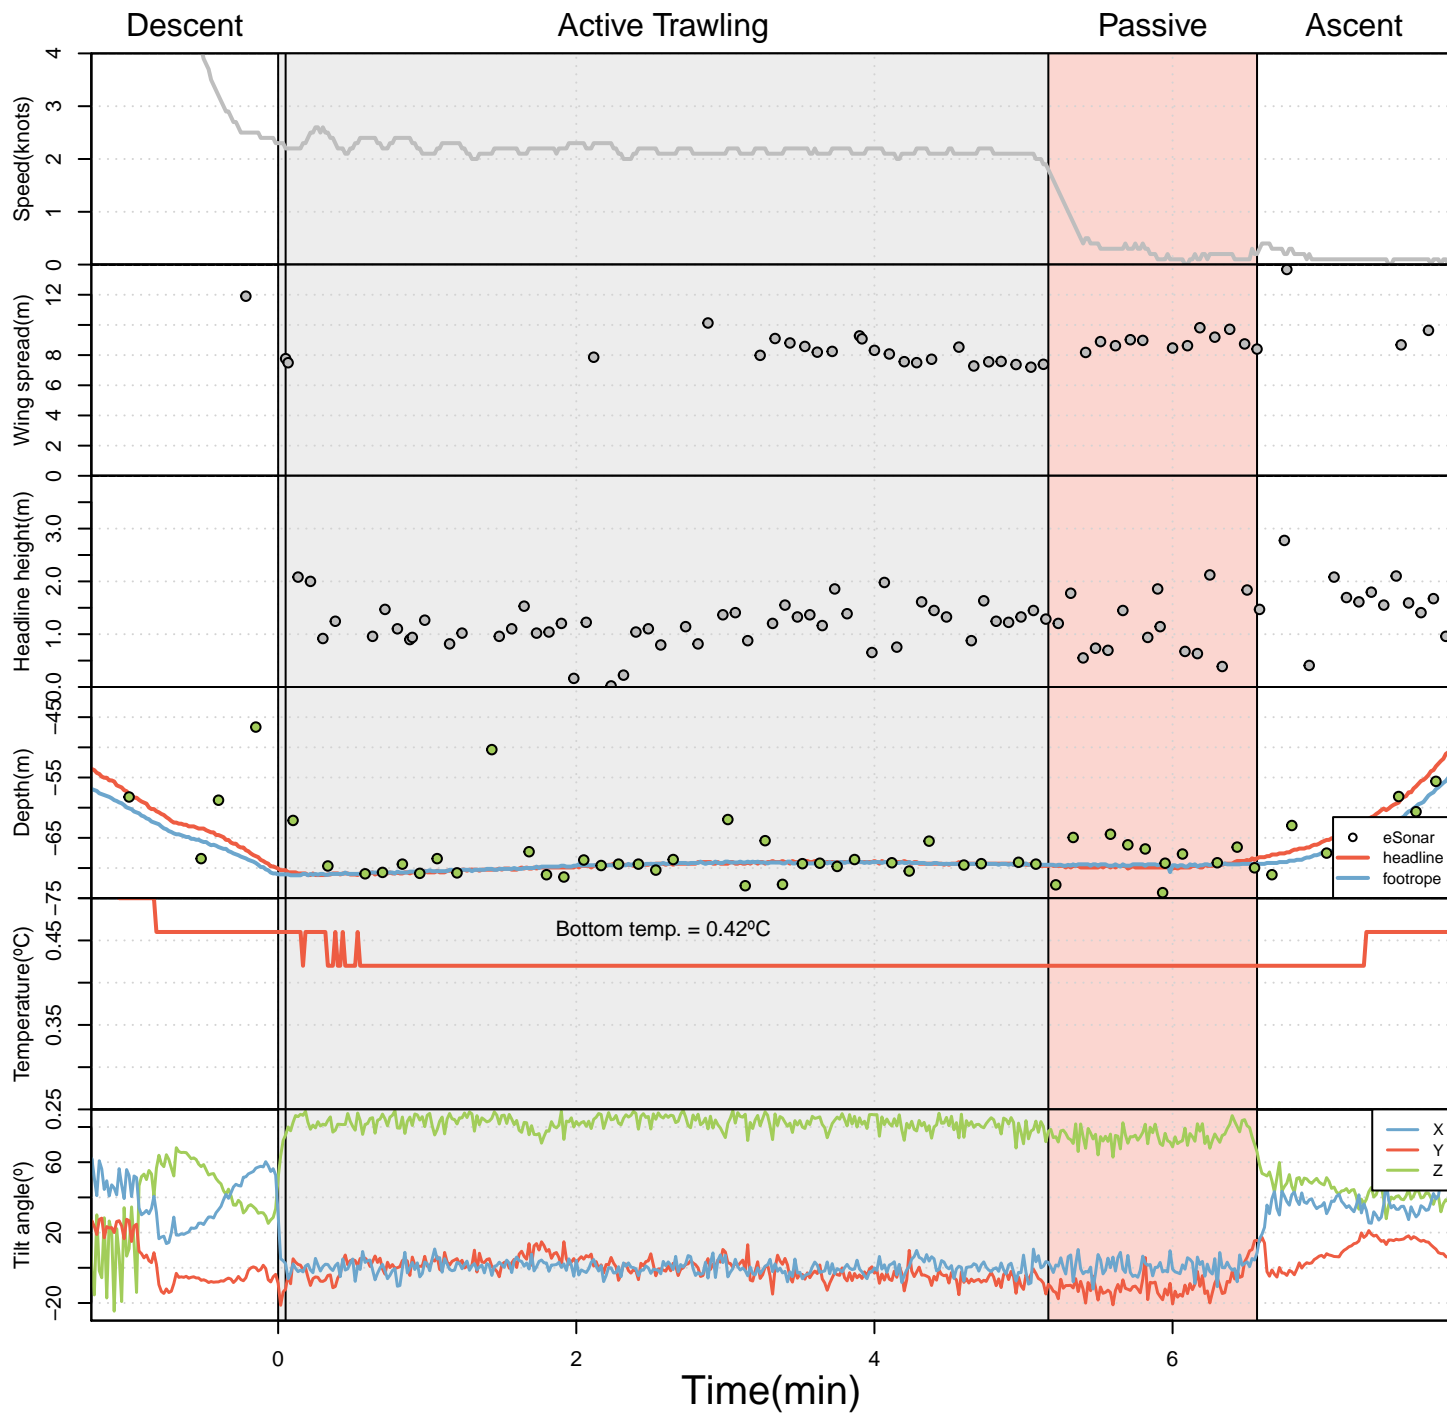 Descent Active Trawling Passive Ascent
Speed(knots)
4
3
2
1
0
Wing spread(m)
12
8
6
4
2
0
Headline height(m)
3.0
2.0
1.0
0.0
Depth(m)
−45
−55
−65
−75
eSonar
headline
footrope
Temperature(ºC)
0.45
0.35
0.25
Bottom temp. = 0.42ºC
Tilt angle(º)
60
20
−20
X
Y
Z
0 2 4 6
Time(min)